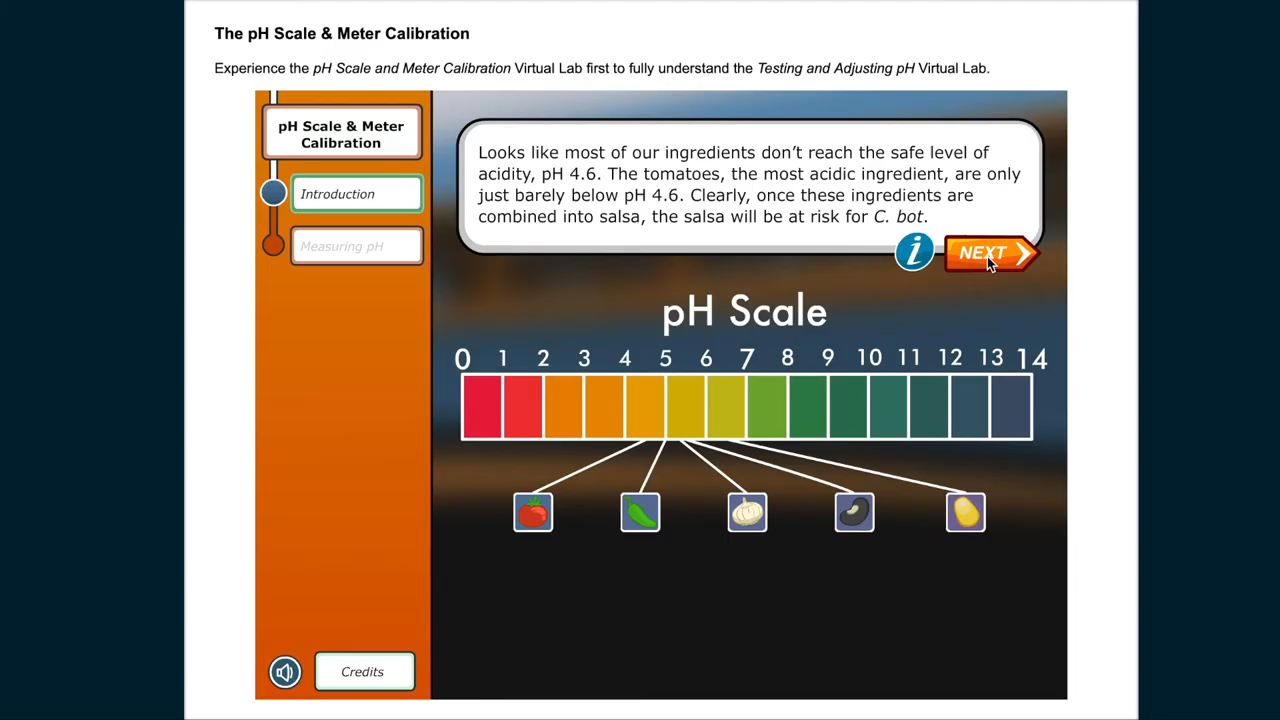 The pH Scale & Meter Calibration
Experience the pH Scale and Meter Calibration Virtual Lab first to fully understand the Testing and Adjusting pH Virtual Lab.
pH Scale & Meter
Calibration
Introduction
Measuring pH
Looks like most of our ingredients don’t reach the safe level of
acidity, pH 4.6. The tomatoes, the most acidic ingredient, are only
just barely below pH 4.6. Clearly, once these ingredients are
combined into salsa, the salsa will be at risk for C. bot.
i
NEXT
pH Scale
0 1 2 3 4 5 6 7 8 9 10 11 12 13 14
Credits